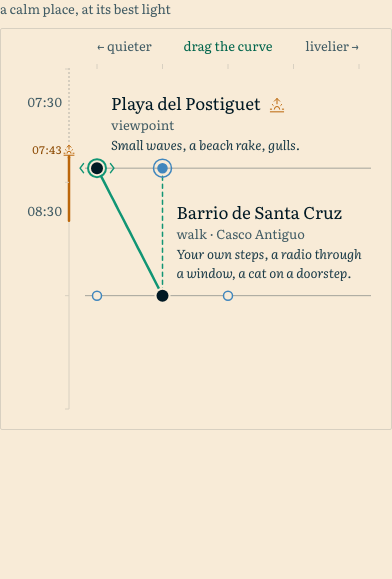 a calm place, at its best light
← quieter drag the curve livelier →
07:30 Playa del Postiguet
viewpoint
07:43 Small waves, a beach rake, gulls.
08:30 Barrio de Santa Cruz
walk · Casco Antiguo
Your own steps, a radio through
a window, a cat on a doorstep.